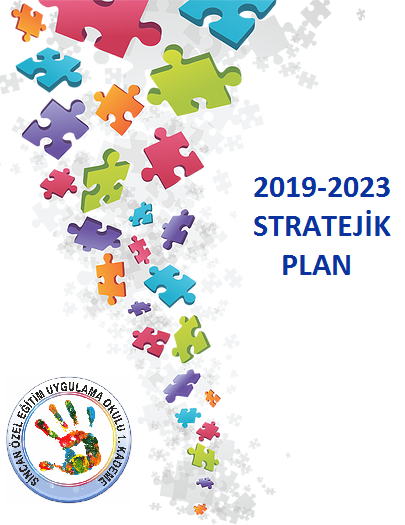 2019-2023
STRATEJİK
PLAN
SİNCAN ÖZEL EĞİTİM UYGULAMA OKULU 1. KADEME